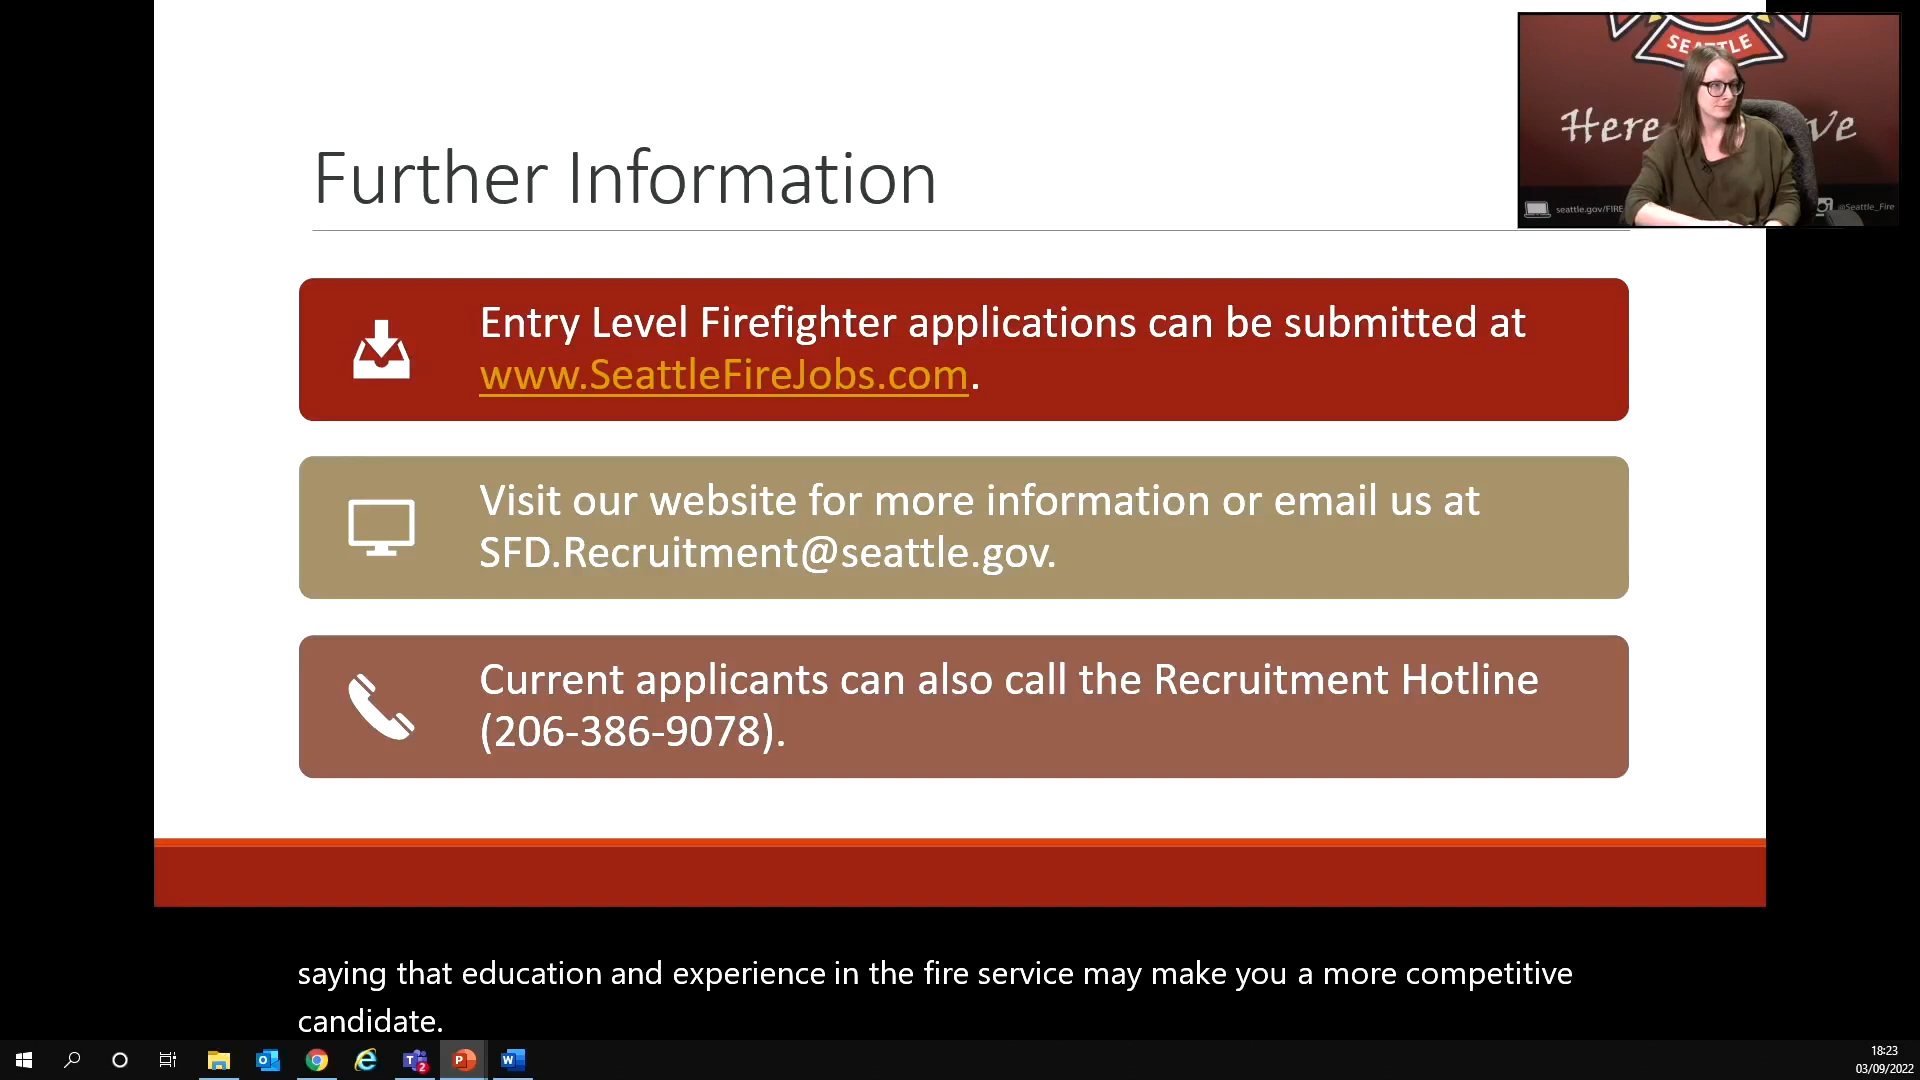 SEATTLE
Here ve
seattle.gov/FIRE
@Seattle_Fire
Further Information
Entry Level Firefighter applications can be submitted at
www.SeattleFireJobs.com.
Visit our website for more information or email us at
SFD.Recruitment@seattle.gov.
Current applicants can also call the Recruitment Hotline
(206-386-9078).
saying that education and experience in the fire service may make you a more competitive
candidate.
18:23
03/09/2022